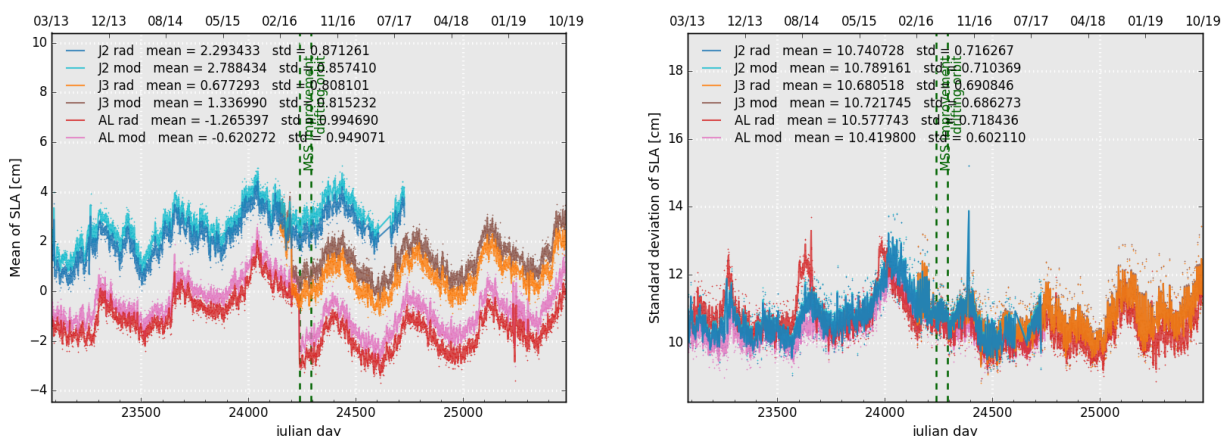 03/13 12/13 08/14 05/15 02/16 11/16 07/17 04/18 01/19 10/19
10
8
6
4
2
0
−2
−4
Mean of SLA [cm]
J2 rad mean = 2.293433 std = 0.871261
J2 mod mean = 2.788434 std = 0.857410
J3 rad mean = 0.677293 std = 0.808101
J3 mod mean = 1.336990 std = 0.815232
AL rad mean = -1.265397 std = 0.994690
AL mod mean = -0.620272 std = 0.949071
MSS improvement
drifting orbit
23500 24000 24500 25000
julian day
03/13 12/13 08/14 05/15 02/16 11/16 07/17 04/18 01/19 10/19
18
16
14
12
10
Standard deviation of SLA [cm]
J2 rad mean = 10.740728 std = 0.716267
J2 mod mean = 10.789161 std = 0.710369
J3 rad mean = 10.680518 std = 0.690846
J3 mod mean = 10.721745 std = 0.686273
AL rad mean = 10.577743 std = 0.718436
AL mod mean = 10.419800 std = 0.602110
MSS improvement
drifting orbit
23500 24000 24500 25000
julian day